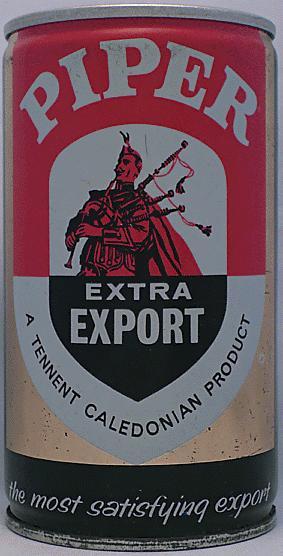 PIPER
EXTRA
EXPORT
A TENNENT CALEDONIAN PRODUCT
the most satisfying export